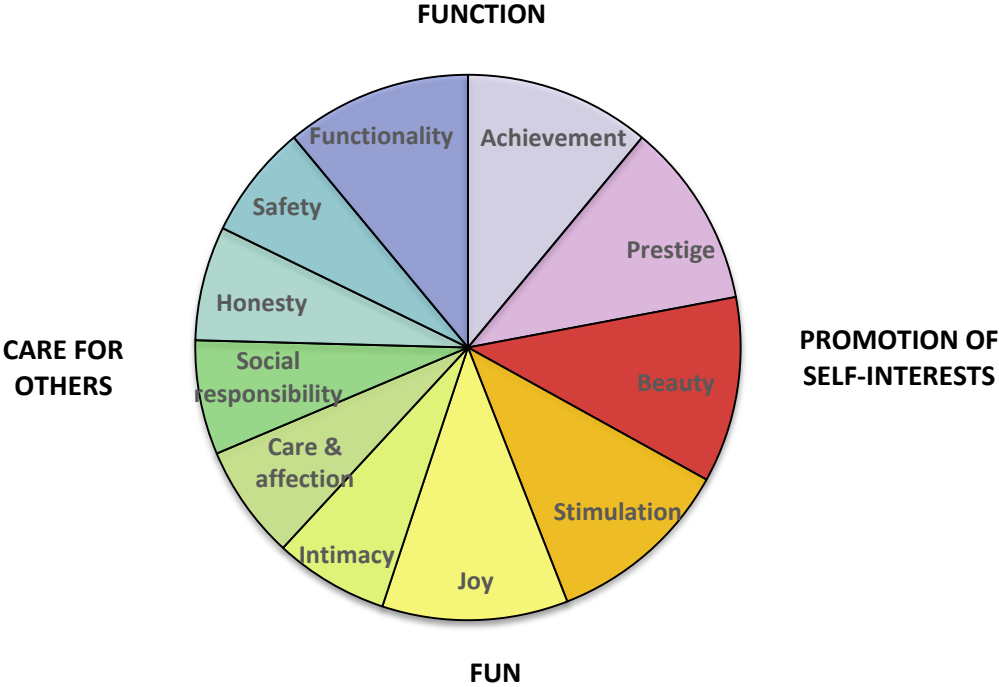 FUNCTION
Functionality
Achievement
Safety
Prestige
Honesty
CARE FOR
OTHERS
PROMOTION OF
SELF-INTERESTS
Social
responsibility
Beauty
Care &
affection
Stimulation
Intimacy
Joy
FUN